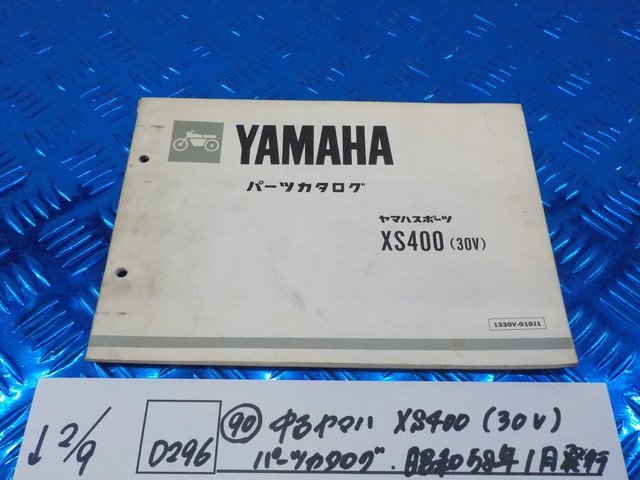 YAMAHA
パーツカタログ
ヤマハスポーツ
XS400 (30V)
1330V-010J1
↓2/9 D296 ⑨⓪ 中古ヤマハ XS400 (30V)
パーツカタログ.昭和58年1月発行